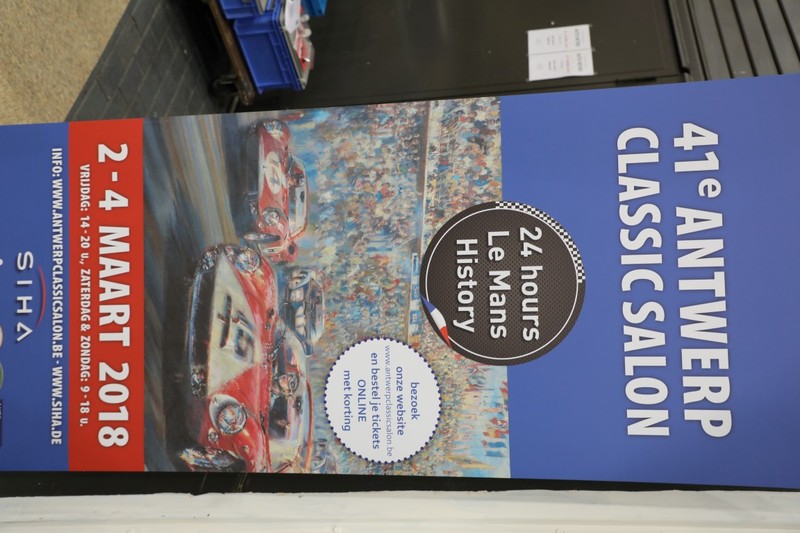 41e ANTWERP
CLASSIC SALON
24 hours
Le Mans
History
bezoek
onze website
www.antwerpclassicsalon.be
en bestel je tickets
ONLINE
met korting
2 - 4 MAART 2018
VRIJDAG: 14 - 20 u., ZATERDAG & ZONDAG: 9 - 18 u.
INFO: WWW.ANTWERPCLASSICSALON.BE - WWW.SIHA.DE
SIHA